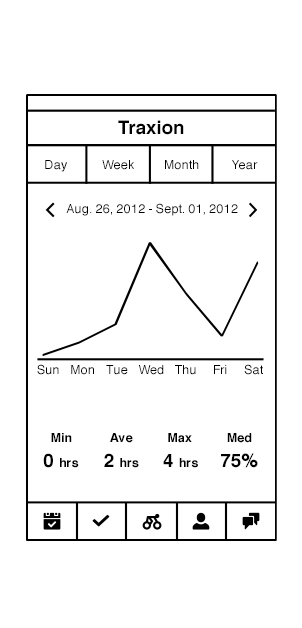 Traxion
Day Week Month Year
Aug. 26, 2012 - Sept. 01, 2012
Sun Mon Tue Wed Thu Fri Sat
Min Ave Max Med
0 hrs 2 hrs 4 hrs 75%